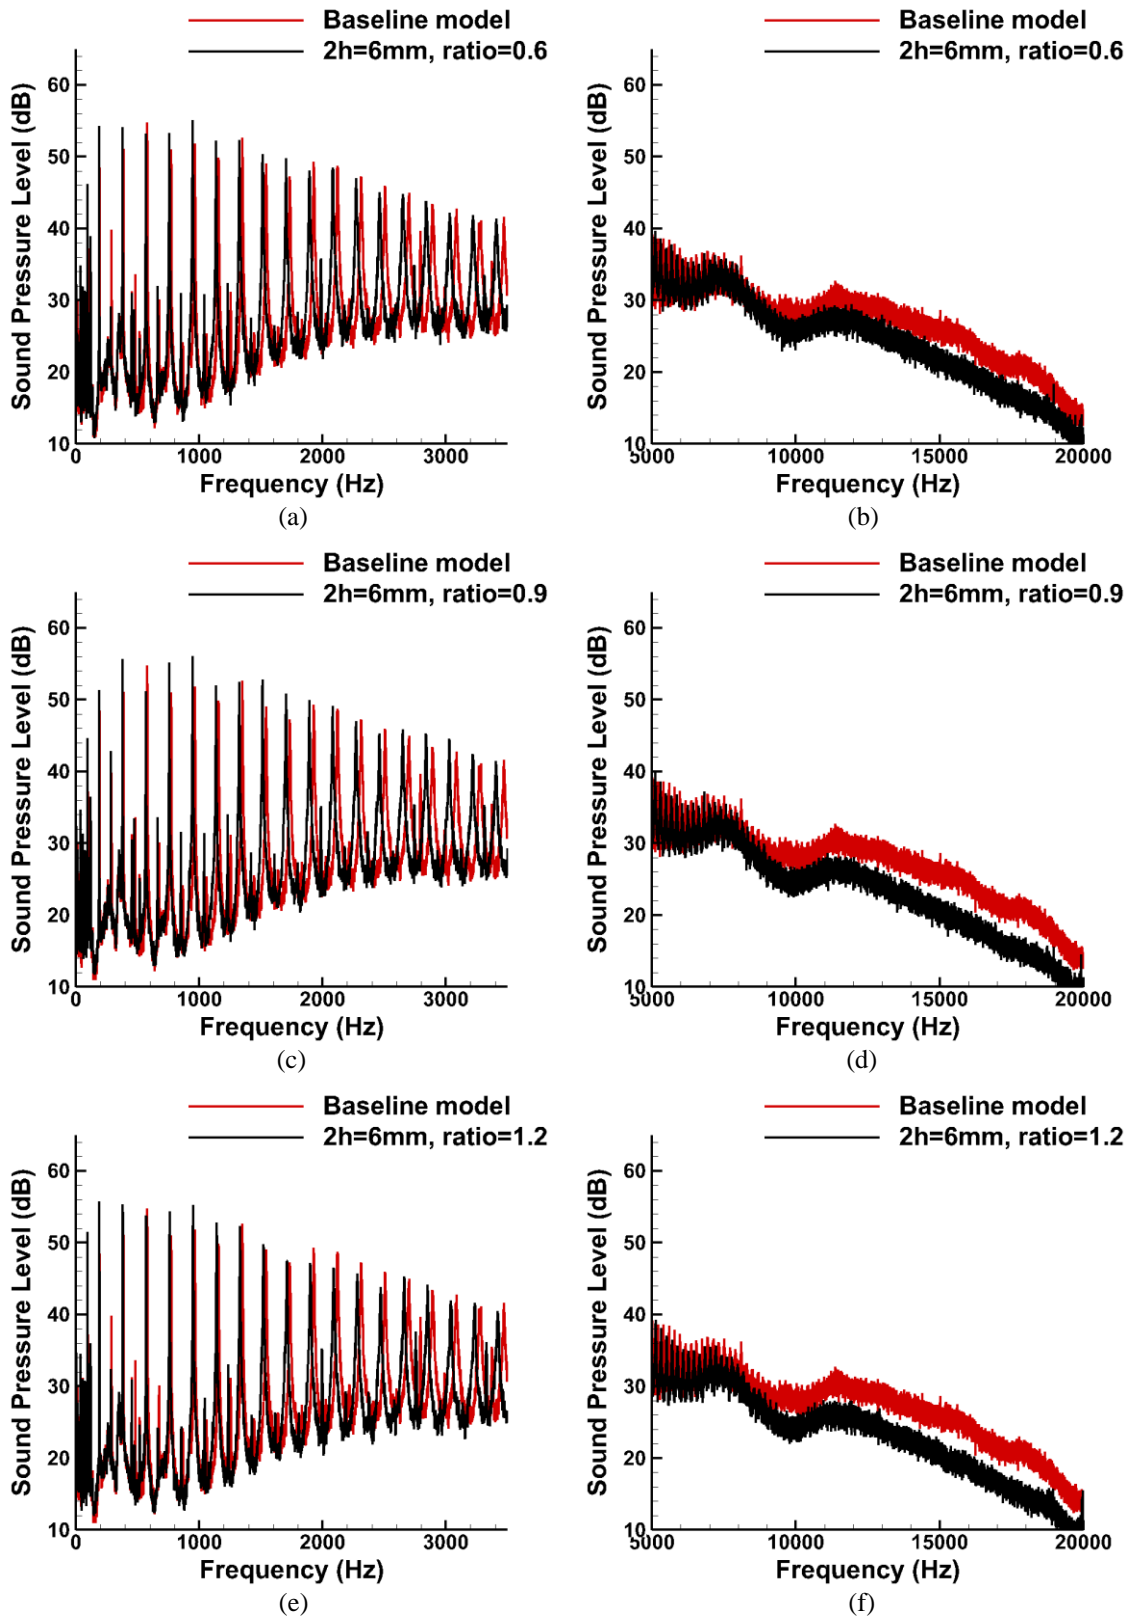 Baseline model
2h=6mm, ratio=0.6
Sound Pressure Level (dB)
60
50
40
30
20
10
0
1000
2000
3000
Frequency (Hz)
(a)
Baseline model
2h=6mm, ratio=0.6
Sound Pressure Level (dB)
60
50
40
30
20
10
5000
10000
15000
20000
Frequency (Hz)
(b)
Baseline model
2h=6mm, ratio=0.9
Sound Pressure Level (dB)
60
50
40
30
20
10
0
1000
2000
3000
Frequency (Hz)
(c)
Baseline model
2h=6mm, ratio=0.9
Sound Pressure Level (dB)
60
50
40
30
20
10
5000
10000
15000
20000
Frequency (Hz)
(d)
Baseline model
2h=6mm, ratio=1.2
Sound Pressure Level (dB)
60
50
40
30
20
10
0
1000
2000
3000
Frequency (Hz)
(e)
Baseline model
2h=6mm, ratio=1.2
Sound Pressure Level (dB)
60
50
40
30
20
10
5000
10000
15000
20000
Frequency (Hz)
(f)